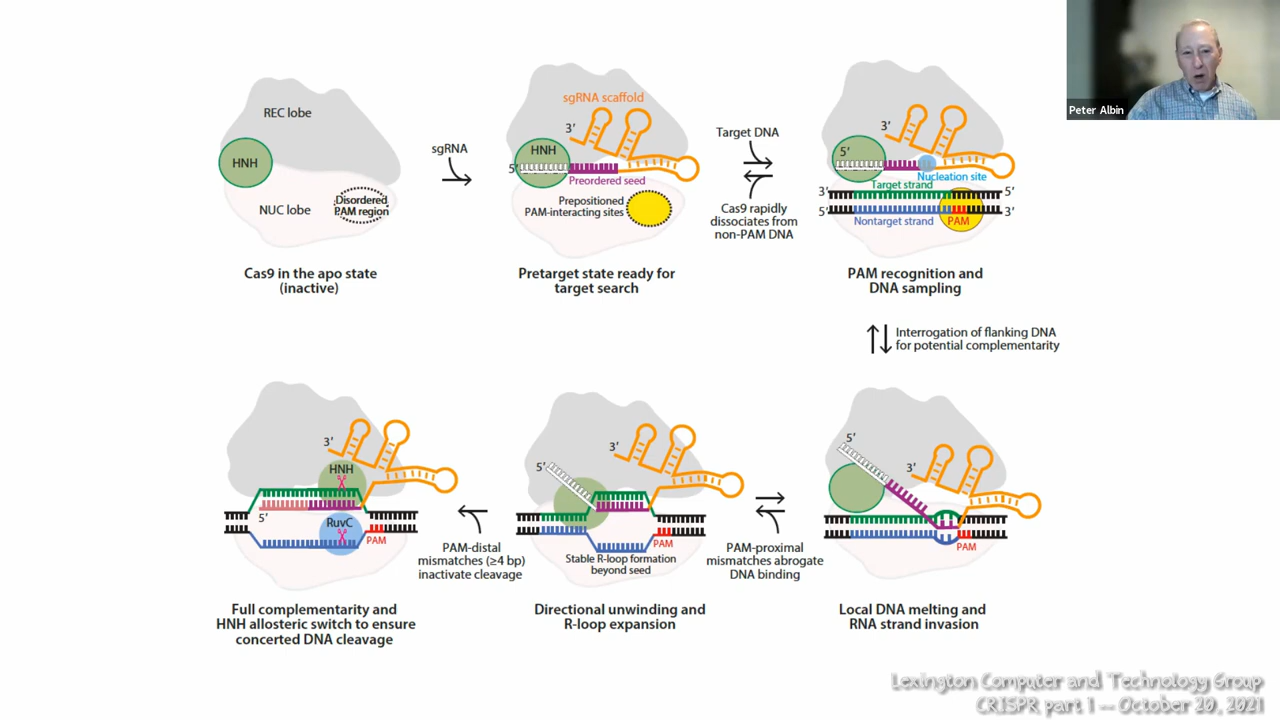 Peter Albin
REC lobe
HNH
NUC lobe
Disordered
PAM region
Cas9 in the apo state
(inactive)
sgRNA
sgRNA scaffold
3′
HNH
5′
Preordered seed
Prepositioned
PAM-interacting sites
Pretarget state ready for
target search
Target DNA
Cas9 rapidly
dissociates from
non-PAM DNA
3′
5′
Nucleation site
Target strand
3′
5′
5′
3′
Nontarget strand
PAM
PAM recognition and
DNA sampling
Interrogation of flanking DNA
for potential complementarity
3′
HNH
5′
RuvC
PAM
Full complementarity and
HNH allosteric switch to ensure
concerted DNA cleavage
PAM-distal
mismatches (≥4 bp)
inactivate cleavage
3′
5′
PAM
Stable R-loop formation
beyond seed
Directional unwinding and
R-loop expansion
PAM-proximal
mismatches abrogate
DNA binding
5′
3′
PAM
Local DNA melting and
RNA strand invasion
Lexington Computer and Technology Group
CRISPR part 1 -- October 20, 2021